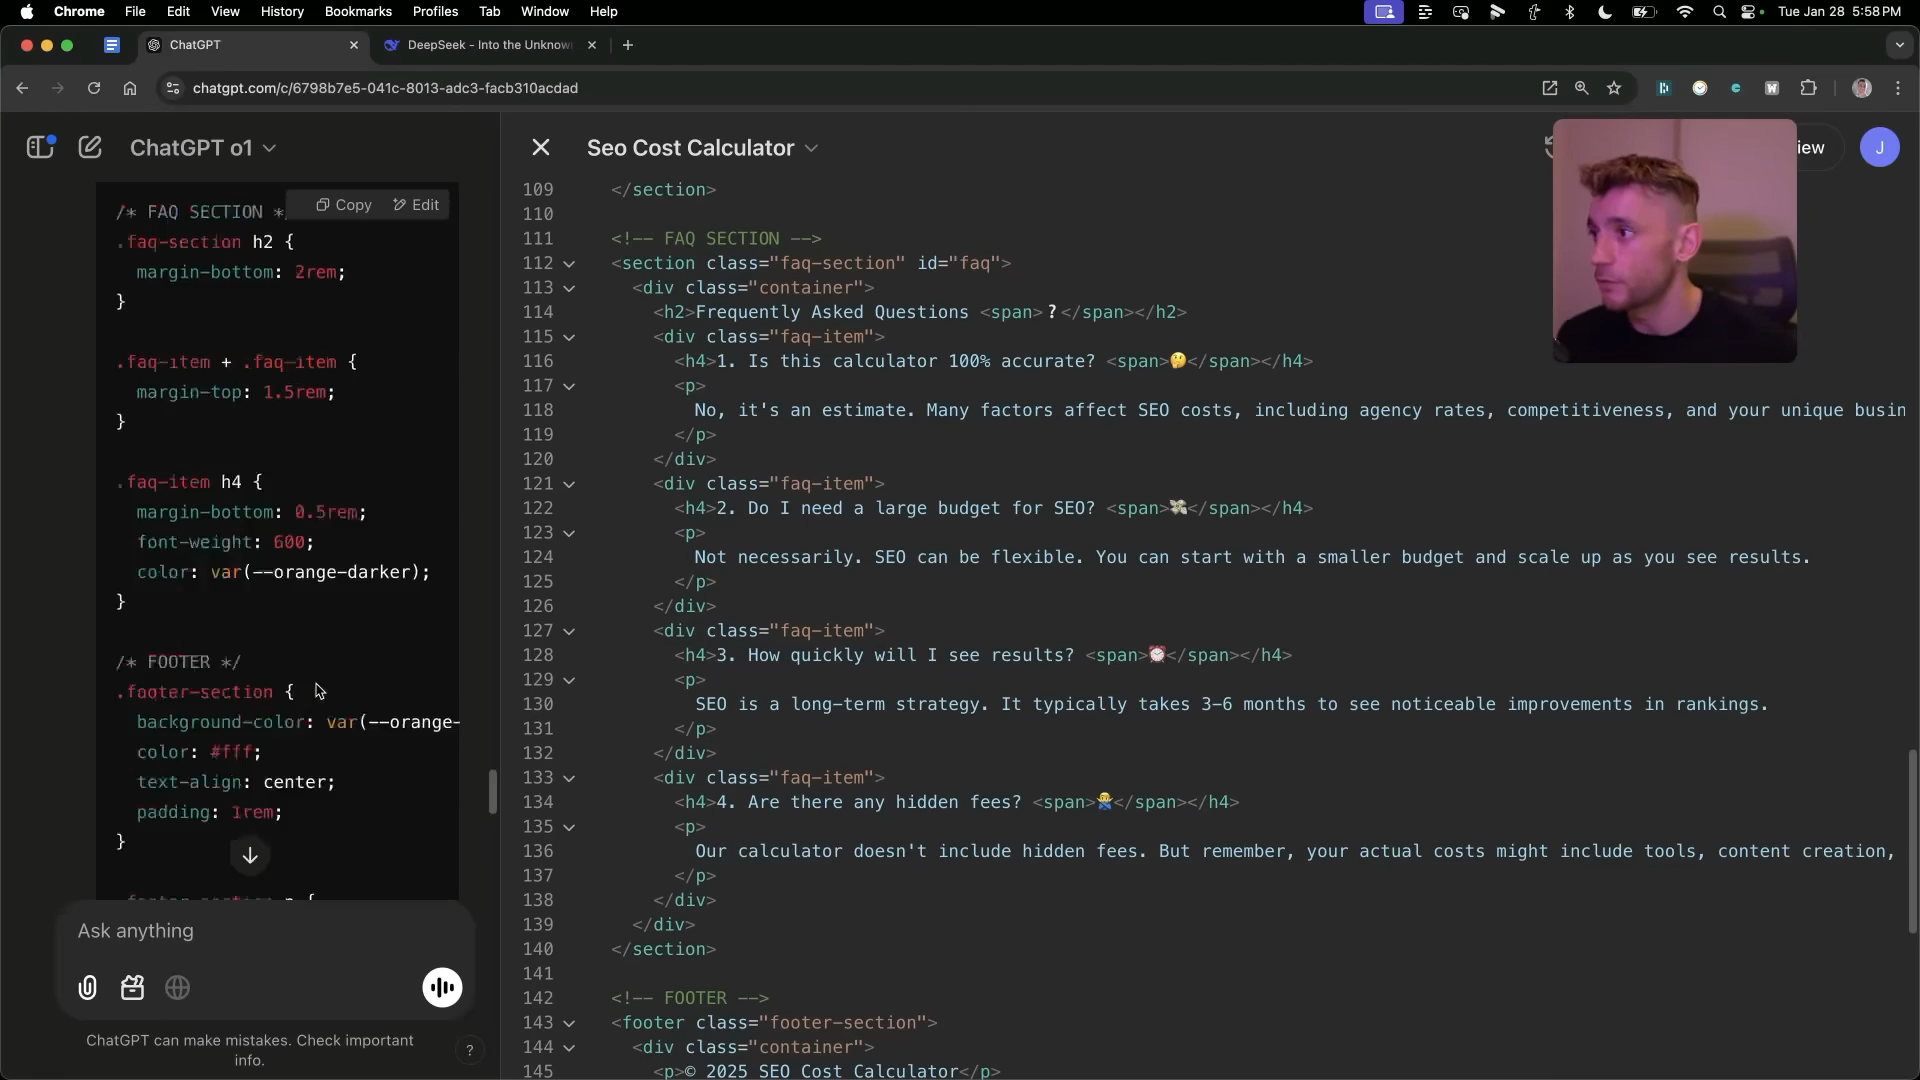 Chrome File Edit View History Bookmarks Profiles Tab Window Help Tue Jan 28 5:58 PM
ChatGPT DeepSeek - Into the Unknow
chatgpt.com/c/6798b7e5-041c-8013-adc3-facb310acdad
ChatGPT o1
/* FAQ SECTION */
Copy Edit
.faq-section h2 {
margin-bottom: 2rem;
}
.faq-item + .faq-item {
margin-top: 1.5rem;
}
.faq-item h4 {
margin-bottom: 0.5rem;
font-weight: 600;
color: var(--orange-darker);
}
/* FOOTER */
.footer-section {
background-color: var(--orange-
color: #fff;
text-align: center;
padding: 1rem;
}
Ask anything
ChatGPT can make mistakes. Check important
info.
?
Seo Cost Calculator
iew
J
109 </section>
110
111 <!-- FAQ SECTION -->
112 <section class="faq-section" id="faq">
113 <div class="container">
114 <h2>Frequently Asked Questions <span>❓</span></h2>
115 <div class="faq-item">
116 <h4>1. Is this calculator 100% accurate? <span>🤔</span></h4>
117 <p>
118 No, it's an estimate. Many factors affect SEO costs, including agency rates, competitiveness, and your unique busin
119 </p>
120 </div>
121 <div class="faq-item">
122 <h4>2. Do I need a large budget for SEO? <span>💸</span></h4>
123 <p>
124 Not necessarily. SEO can be flexible. You can start with a smaller budget and scale up as you see results.
125 </p>
126 </div>
127 <div class="faq-item">
128 <h4>3. How quickly will I see results? <span>⏰</span></h4>
129 <p>
130 SEO is a long-term strategy. It typically takes 3-6 months to see noticeable improvements in rankings.
131 </p>
132 </div>
133 <div class="faq-item">
134 <h4>4. Are there any hidden fees? <span>🙅‍♂️</span></h4>
135 <p>
136 Our calculator doesn't include hidden fees. But remember, your actual costs might include tools, content creation,
137 </p>
138 </div>
139 </div>
140 </section>
141
142 <!-- FOOTER -->
143 <footer class="footer-section">
144 <div class="container">
145 <p>© 2025 SEO Cost Calculator</p>